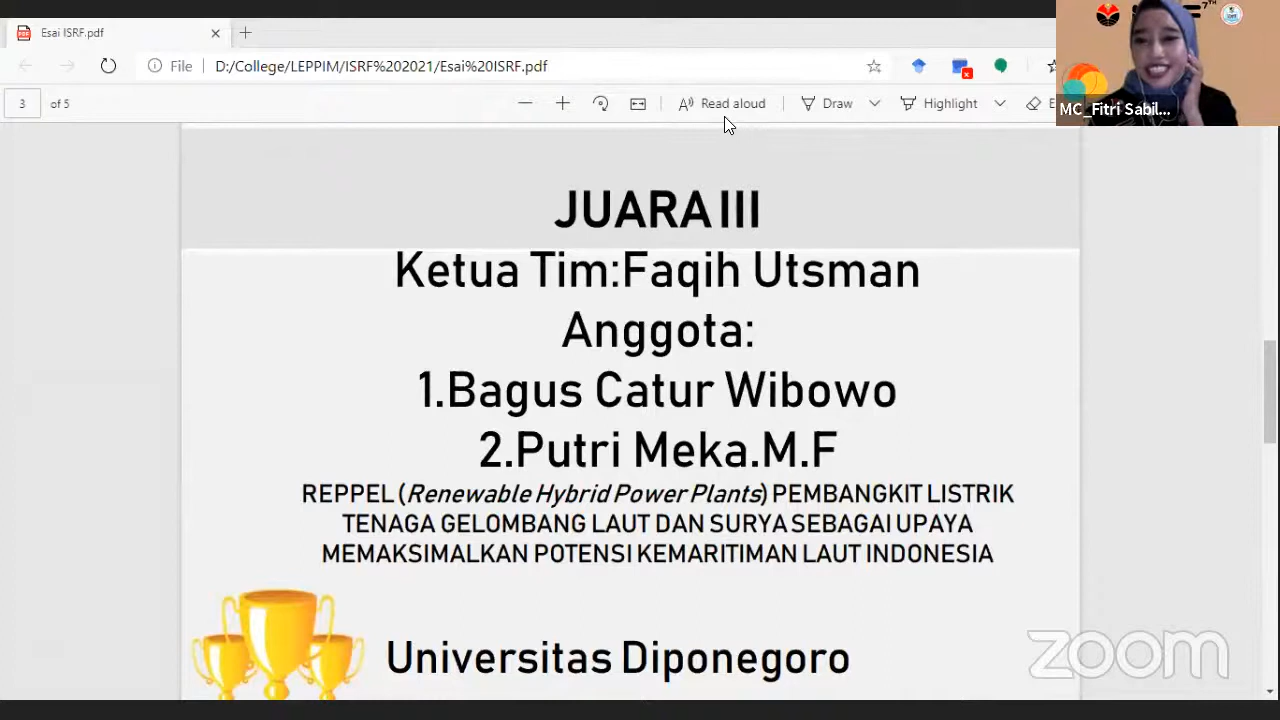 Esai ISRF.pdf
7TH
File D:/College/LEPPIM/ISRF%202021/Esai%20ISRF.pdf
3 of 5 Read aloud Draw Highlight
MC_Fitri Sabil...
JUARA III
Ketua Tim:Faqih Utsman
Anggota:
1.Bagus Catur Wibowo
2.Putri Meka.M.F
REPPEL (Renewable Hybrid Power Plants) PEMBANGKIT LISTRIK
TENAGA GELOMBANG LAUT DAN SURYA SEBAGAI UPAYA
MEMAKSIMALKAN POTENSI KEMARITIMAN LAUT INDONESIA
Universitas Diponegoro
zoom